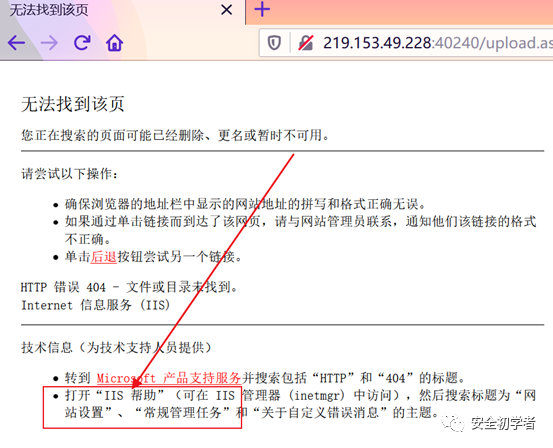 无法找到该页
219.153.49.228:40240/upload.as
无法找到该页
您正在搜索的页面可能已经删除、更名或暂时不可用。
请尝试以下操作：
● 确保浏览器的地址栏中显示的网站地址的拼写和格式正确无误。
● 如果通过单击链接而到达了该网页，请与网站管理员联系，通知他们该链接的格式
不正确。
● 单击后退按钮尝试另一个链接。
HTTP 错误 404 - 文件或目录未找到。
Internet 信息服务 (IIS)
技术信息（为技术支持人员提供）
● 转到 Microsoft 产品支持服务并搜索包括“HTTP”和“404”的标题。
● 打开“IIS 帮助”（可在 IIS 管理器 (inetmgr) 中访问），然后搜索标题为“网
站设置”、“常规管理任务”和“关于自定义错误消息”的主题。
安全初学者